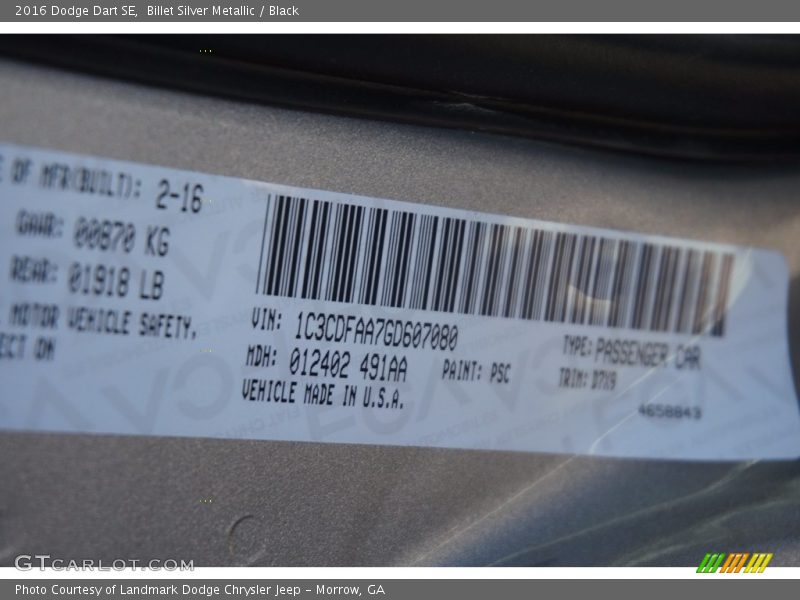 2016 Dodge Dart SE,  Billet Silver Metallic / Black
E OF MFR(BUILT): 2-16
GAWR: 00870 KG
REAR: 01918 LB
MOTOR VEHICLE SAFETY,
ECT ON
VIN: 1C3CDFAA7GD607080
MDH: 012402 491AA
PAINT: PSC
VEHICLE MADE IN U.S.A.
TYPE: PASSENGER CAR
TRIM: D7X9
4658843
GTCARLOT.COM
Photo Courtesy of Landmark Dodge Chrysler Jeep – Morrow, GA